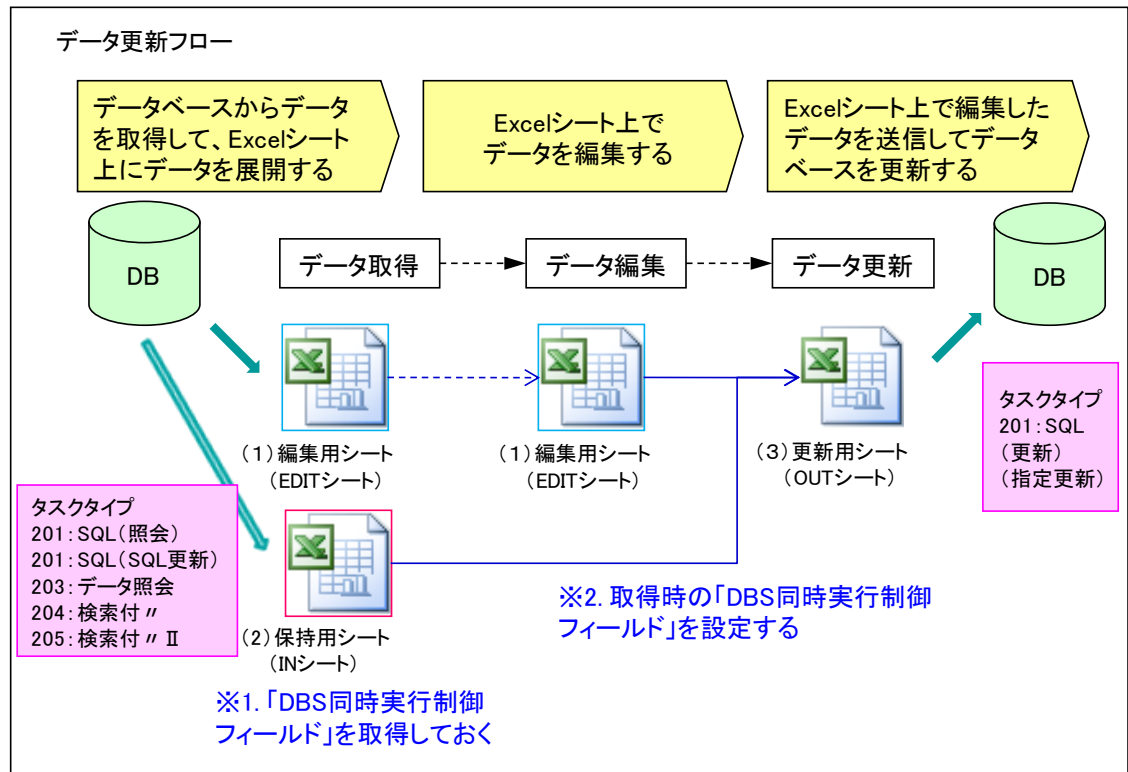 データ更新フロー
データベースからデータ
を取得して、Excelシート
上にデータを展開する
Excelシート上で
データを編集する
Excelシート上で編集した
データを送信してデータ
ベースを更新する
DB
データ取得
データ編集
データ更新
DB
(1)編集用シート
(EDITシート)
(1)編集用シート
(EDITシート)
(3)更新用シート
(OUTシート)
タスクタイプ
201:SQL
(更新)
(指定更新)
タスクタイプ
201:SQL(照会)
201:SQL(SQL更新)
203:データ照会
204:検索付〃
205:検索付〃Ⅱ
(2)保持用シート
(INシート)
※2.取得時の「DBS同時実行制御
フィールド」を設定する
※1.「DBS同時実行制御
フィールド」を取得しておく